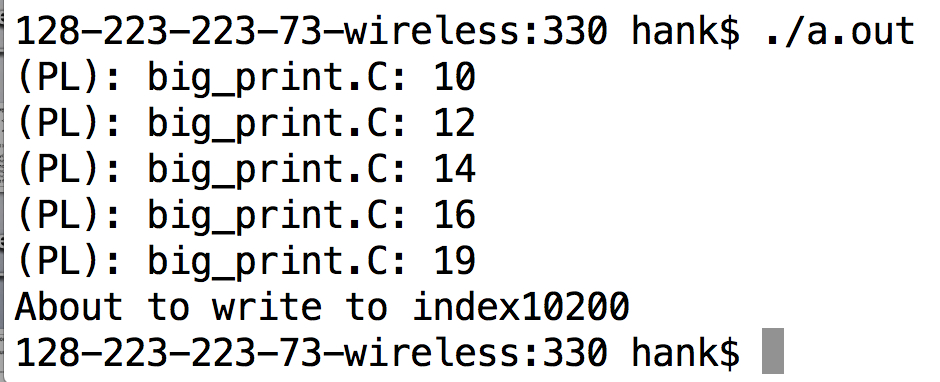 128-223-223-73-wireless:330 hank$ ./a.out
(PL): big_print.C: 10
(PL): big_print.C: 12
(PL): big_print.C: 14
(PL): big_print.C: 16
(PL): big_print.C: 19
About to write to index10200
128-223-223-73-wireless:330 hank$